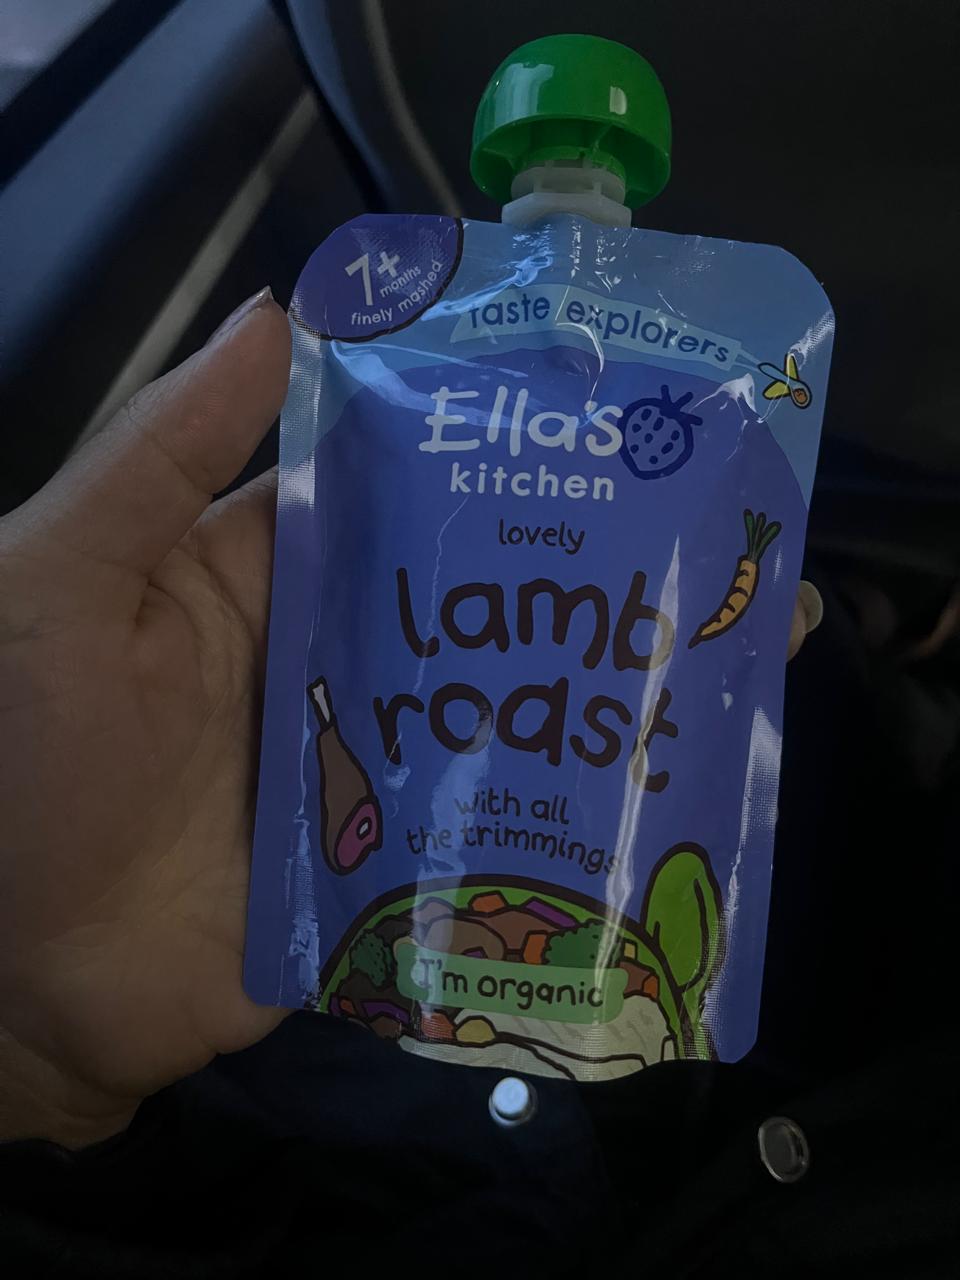 7+
months
finely mashed
taste explorers
Ella's
kitchen
lovely
lamb
roast
with all
the trimmings
I'm organic